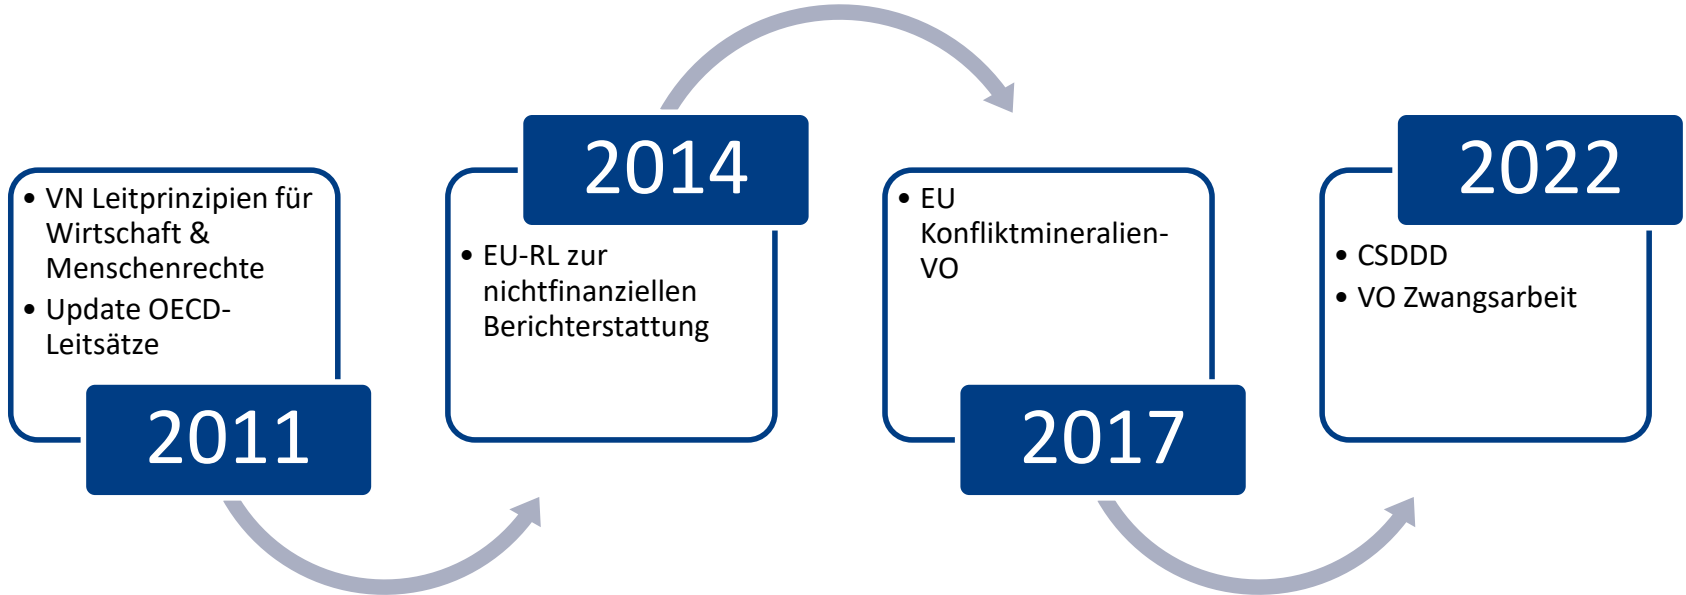 • VN Leitprinzipien für
Wirtschaft &
Menschenrechte
• Update OECD-
Leitsätze
2011
2014
• EU-RL zur
nichtfinanziellen
Berichterstattung
• EU
Konfliktmineralien-
VO
2017
2022
• CSDDD
• VO Zwangsarbeit